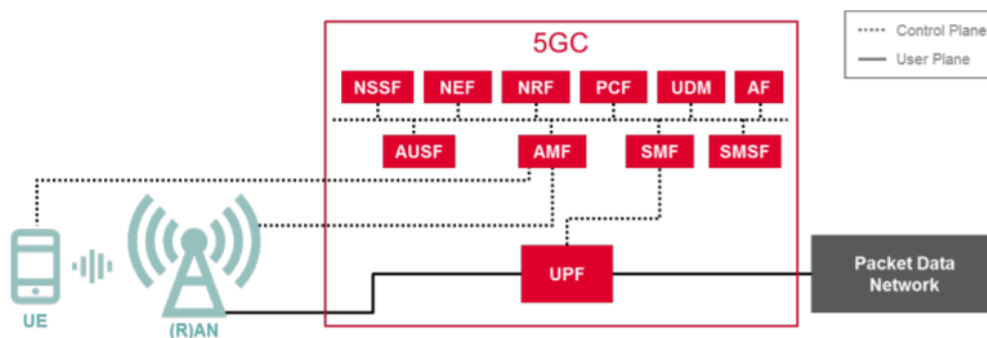 5GC
Control Plane
User Plane
NSSF NEF NRF PCF UDM AF
AUSF AMF SMF SMSF
UPF
Packet Data
Network
UE
(R)AN